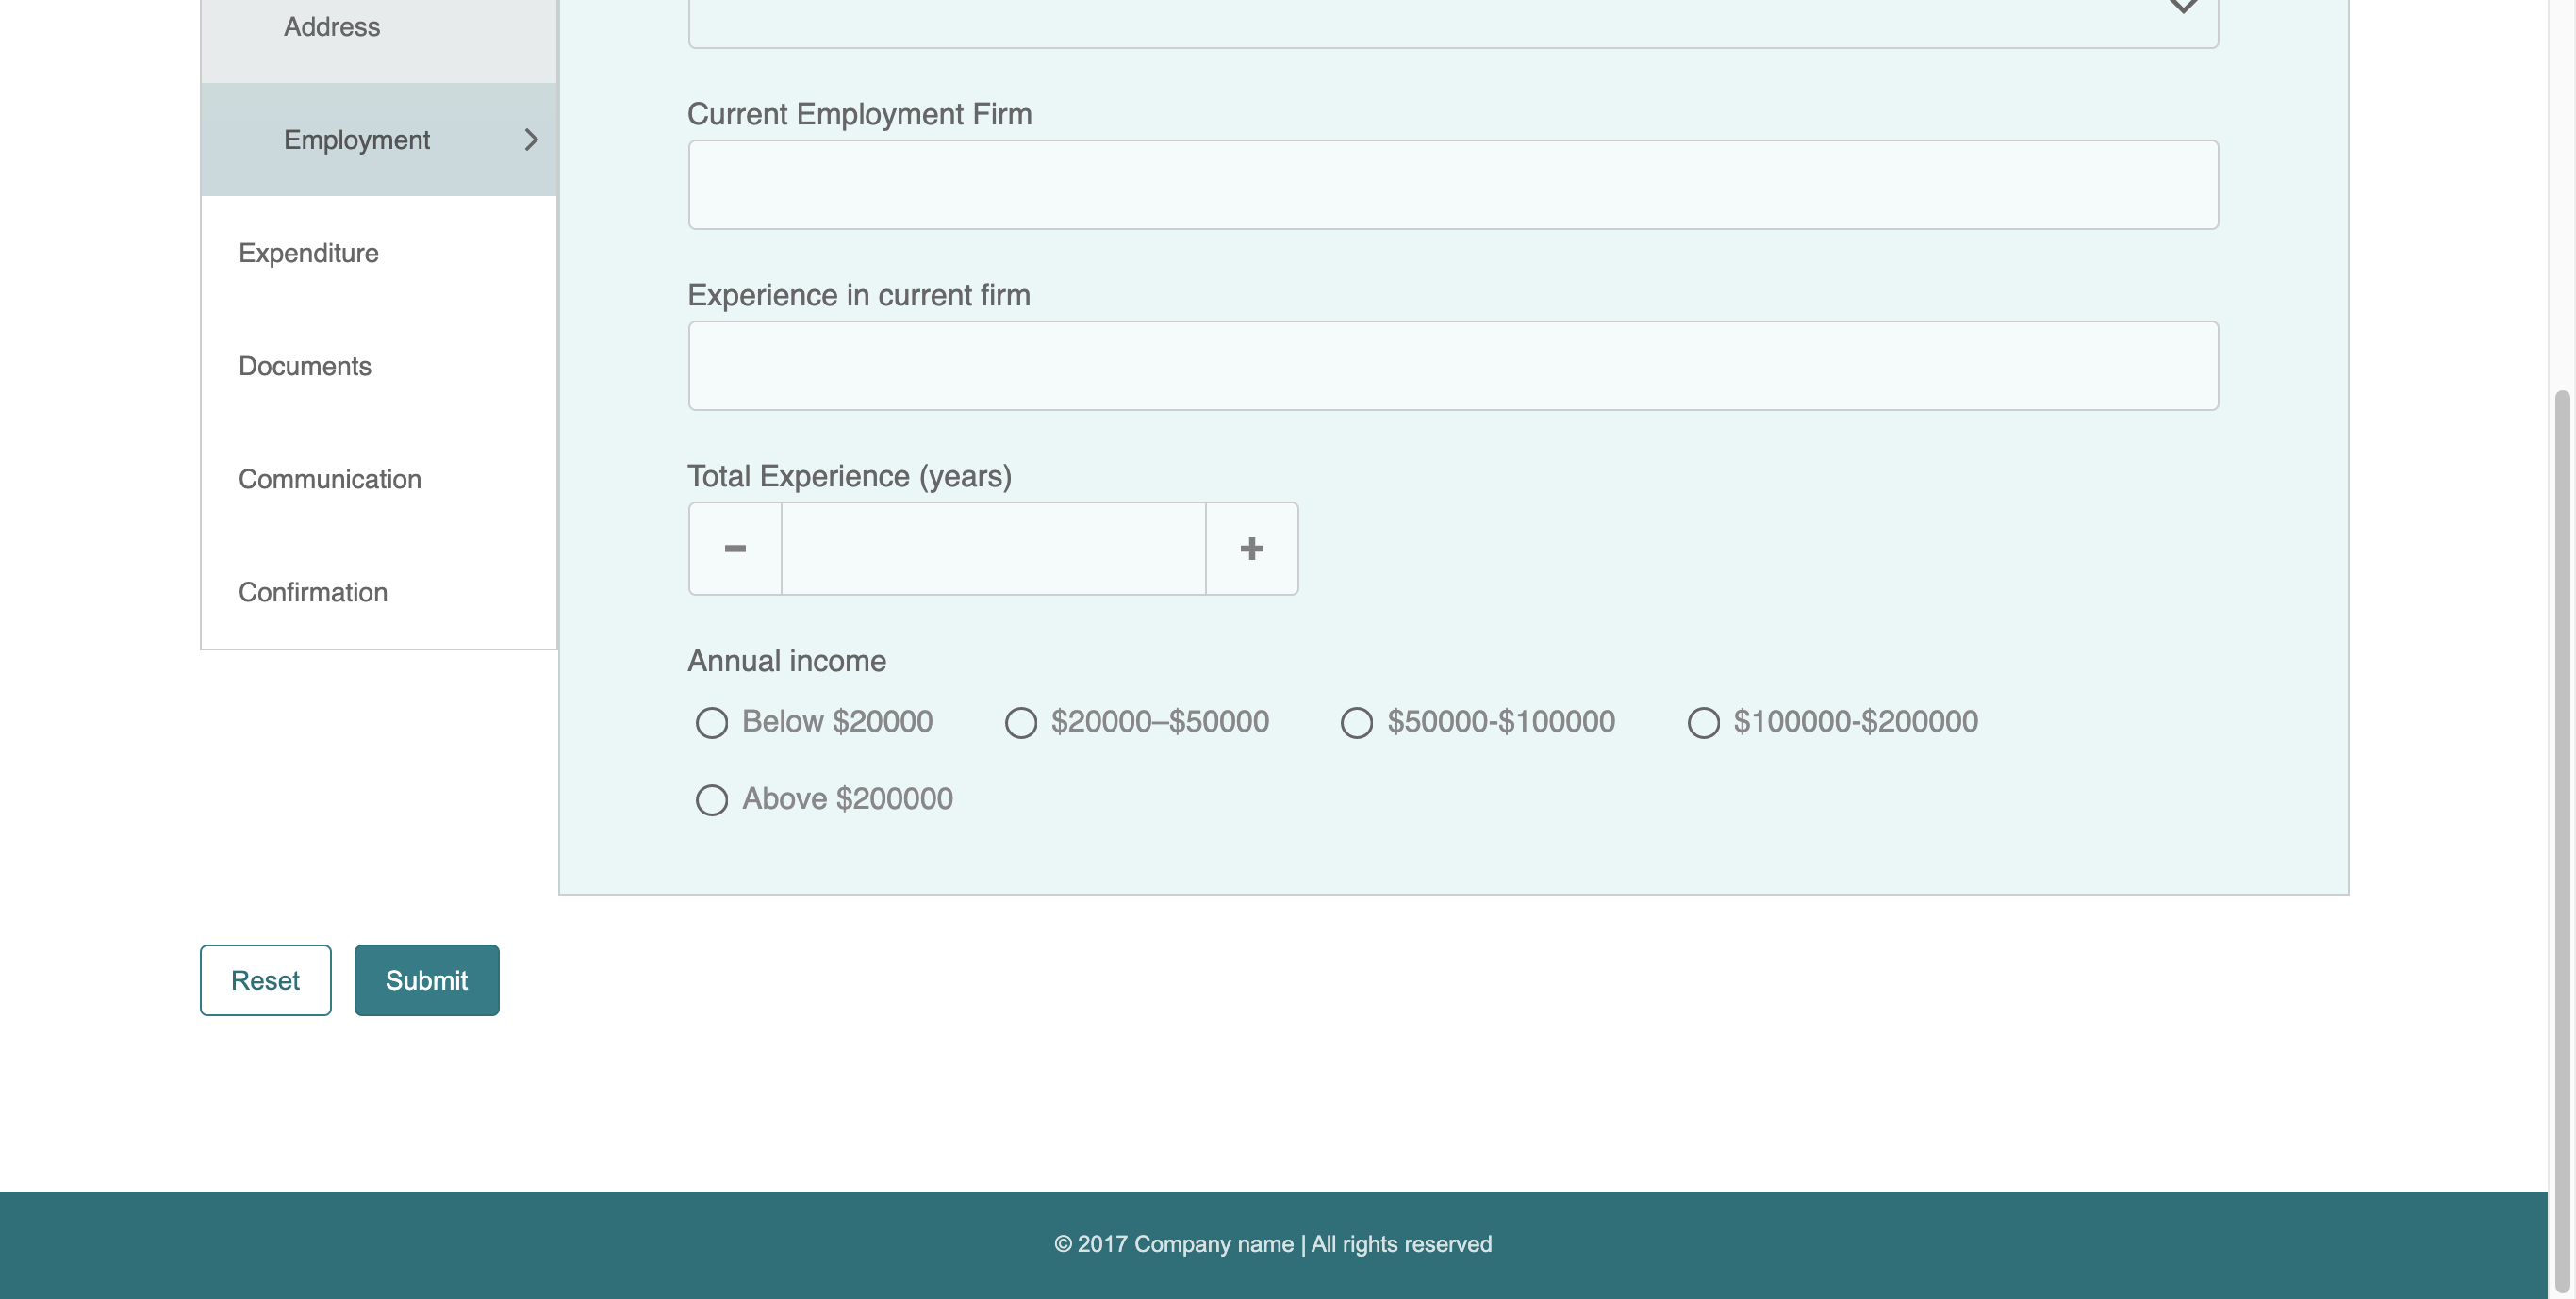 Address
Employment
Expenditure
Documents
Communication
Confirmation
Current Employment Firm
Experience in current firm
Total Experience (years)
Annual income
Below $20000 $20000–$50000 $50000-$100000 $100000-$200000
Above $200000
Reset Submit
© 2017 Company name | All rights reserved